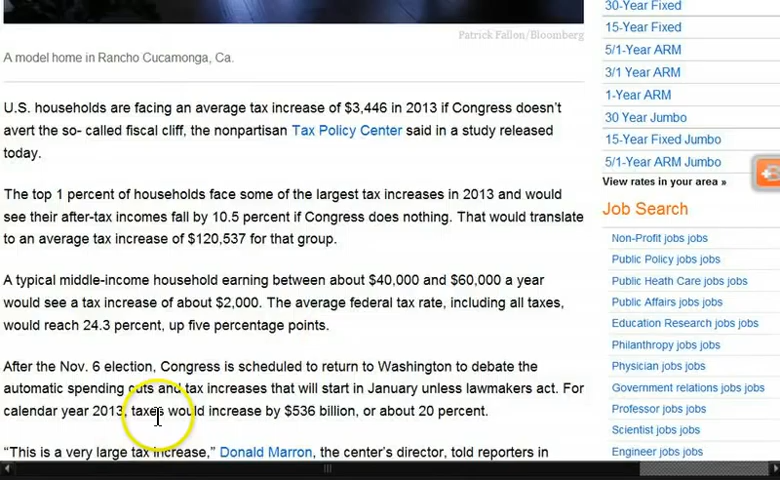 Patrick Fallon/Bloomberg
A model home in Rancho Cucamonga, Ca.
U.S. households are facing an average tax increase of $3,446 in 2013 if Congress doesn't
avert the so- called fiscal cliff, the nonpartisan Tax Policy Center said in a study released
today.
The top 1 percent of households face some of the largest tax increases in 2013 and would
see their after-tax incomes fall by 10.5 percent if Congress does nothing. That would translate
to an average tax increase of $120,537 for that group.
A typical middle-income household earning between about $40,000 and $60,000 a year
would see a tax increase of about $2,000. The average federal tax rate, including all taxes,
would reach 24.3 percent, up five percentage points.
After the Nov. 6 election, Congress is scheduled to return to Washington to debate the
automatic spending cuts and tax increases that will start in January unless lawmakers act. For
calendar year 2013, taxes would increase by $536 billion, or about 20 percent.
“This is a very large tax increase,” Donald Marron, the center's director, told reporters in
30-Year Fixed
15-Year Fixed
5/1-Year ARM
3/1 Year ARM
1-Year ARM
30 Year Jumbo
15-Year Fixed Jumbo
5/1-Year ARM Jumbo
View rates in your area »
Job Search
Non-Profit jobs jobs
Public Policy jobs jobs
Public Heath Care jobs jobs
Public Affairs jobs jobs
Education Research jobs jobs
Philanthropy jobs jobs
Physician jobs jobs
Government relations jobs jobs
Professor jobs jobs
Scientist jobs jobs
Engineer jobs jobs